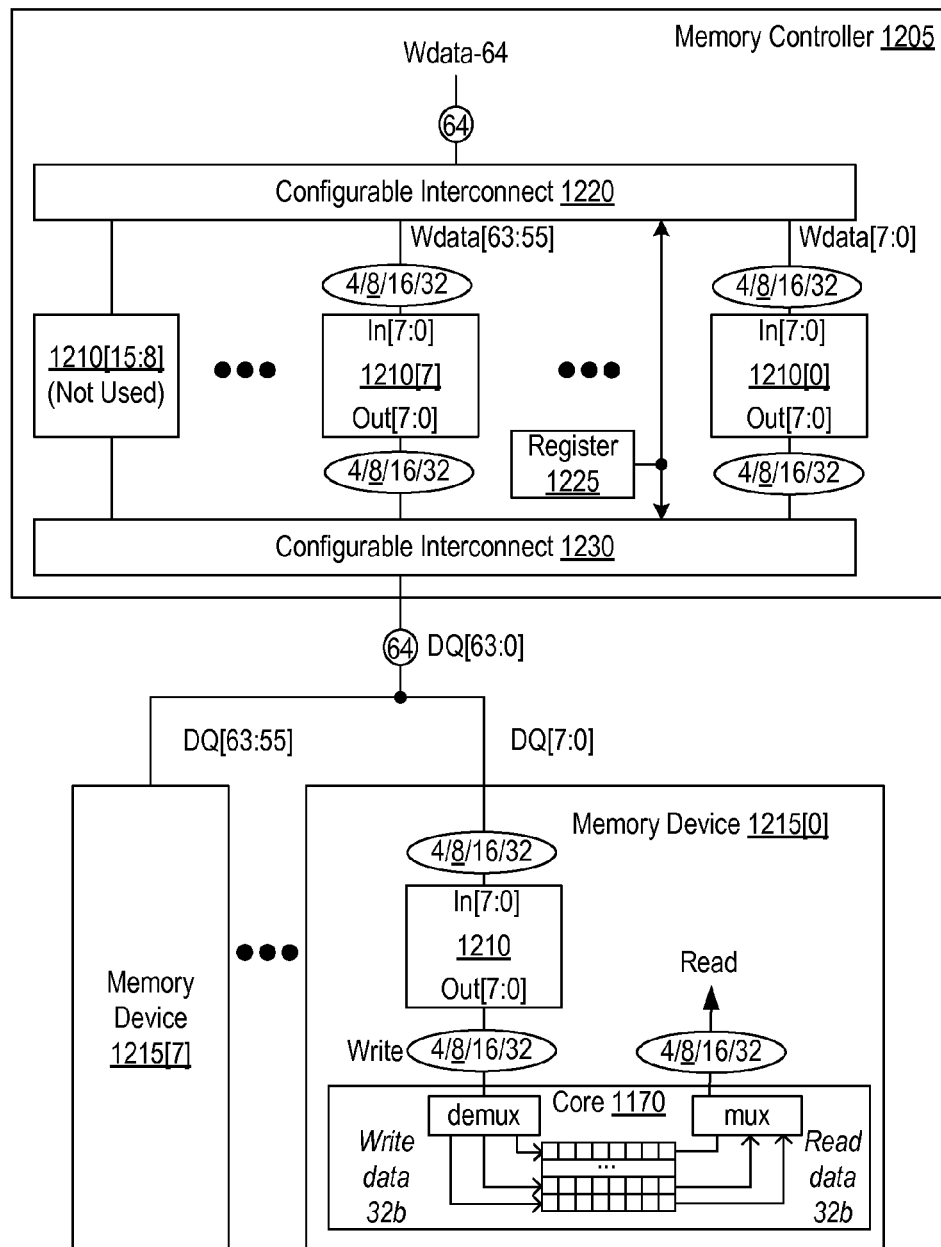 Memory Controller 1205
Wdata-64
64
Configurable Interconnect 1220
Wdata[63:55]
Wdata[7:0]
4/8/16/32
4/8/16/32
1210[15:8]
(Not Used)
In[7:0]
1210[7]
Out[7:0]
In[7:0]
1210[0]
Out[7:0]
Register
1225
4/8/16/32
4/8/16/32
Configurable Interconnect 1230
64
DQ[63:0]
DQ[63:55]
DQ[7:0]
Memory Device 1215[0]
4/8/16/32
In[7:0]
1210
Out[7:0]
Read
Memory
Device
1215[7]
Write
4/8/16/32
4/8/16/32
Core 1170
demux
mux
Write
data
32b
...
Read
data
32b